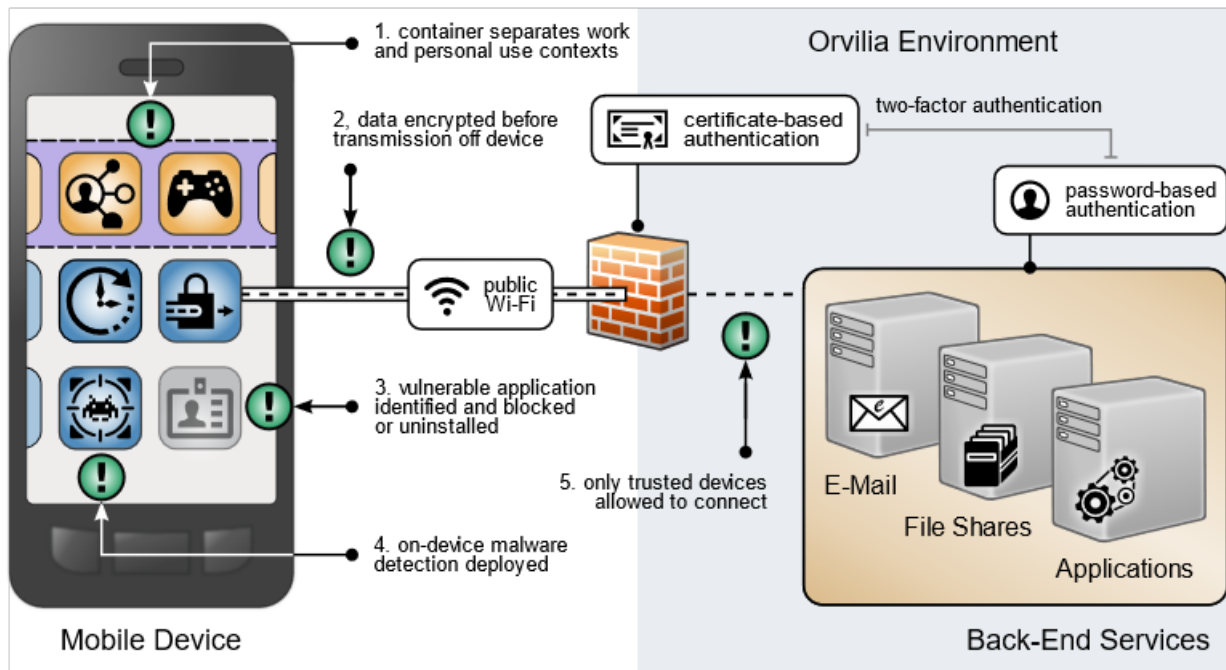 1. container separates work
and personal use contexts
Orvilia Environment
2, data encrypted before
transmission off device
certificate-based
authentication
two-factor authentication
password-based
authentication
public
Wi-Fi
3. vulnerable application
identified and blocked
or uninstalled
5. only trusted devices
allowed to connect
e
E-Mail
File Shares
Applications
4. on-device malware
detection deployed
Mobile Device
Back-End Services